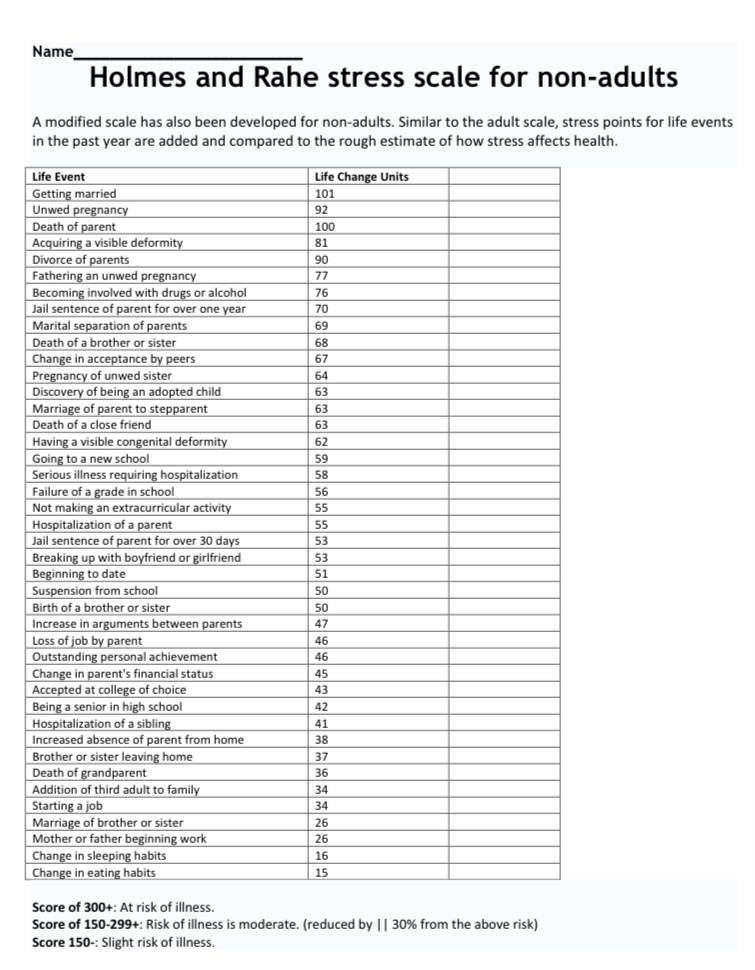 Name_______________________
Holmes and Rahe stress scale for non-adults
A modified scale has also been developed for non-adults. Similar to the adult scale, stress points for life events
in the past year are added and compared to the rough estimate of how stress affects health.
Life Event Life Change Units
Getting married 101
Unwed pregnancy 92
Death of parent 100
Acquiring a visible deformity 81
Divorce of parents 90
Fathering an unwed pregnancy 77
Becoming involved with drugs or alcohol 76
Jail sentence of parent for over one year 70
Marital separation of parents 69
Death of a brother or sister 68
Change in acceptance by peers 67
Pregnancy of unwed sister 64
Discovery of being an adopted child 63
Marriage of parent to stepparent 63
Death of a close friend 63
Having a visible congenital deformity 62
Going to a new school 59
Serious illness requiring hospitalization 58
Failure of a grade in school 56
Not making an extracurricular activity 55
Hospitalization of a parent 55
Jail sentence of parent for over 30 days 53
Breaking up with boyfriend or girlfriend 53
Beginning to date 51
Suspension from school 50
Birth of a brother or sister 50
Increase in arguments between parents 47
Loss of job by parent 46
Outstanding personal achievement 46
Change in parent's financial status 45
Accepted at college of choice 43
Being a senior in high school 42
Hospitalization of a sibling 41
Increased absence of parent from home 38
Brother or sister leaving home 37
Death of grandparent 36
Addition of third adult to family 34
Starting a job 34
Marriage of brother or sister 26
Mother or father beginning work 26
Change in sleeping habits 16
Change in eating habits 15
Score of 300+: At risk of illness.
Score of 150-299+: Risk of illness is moderate. (reduced by || 30% from the above risk)
Score 150-: Slight risk of illness.